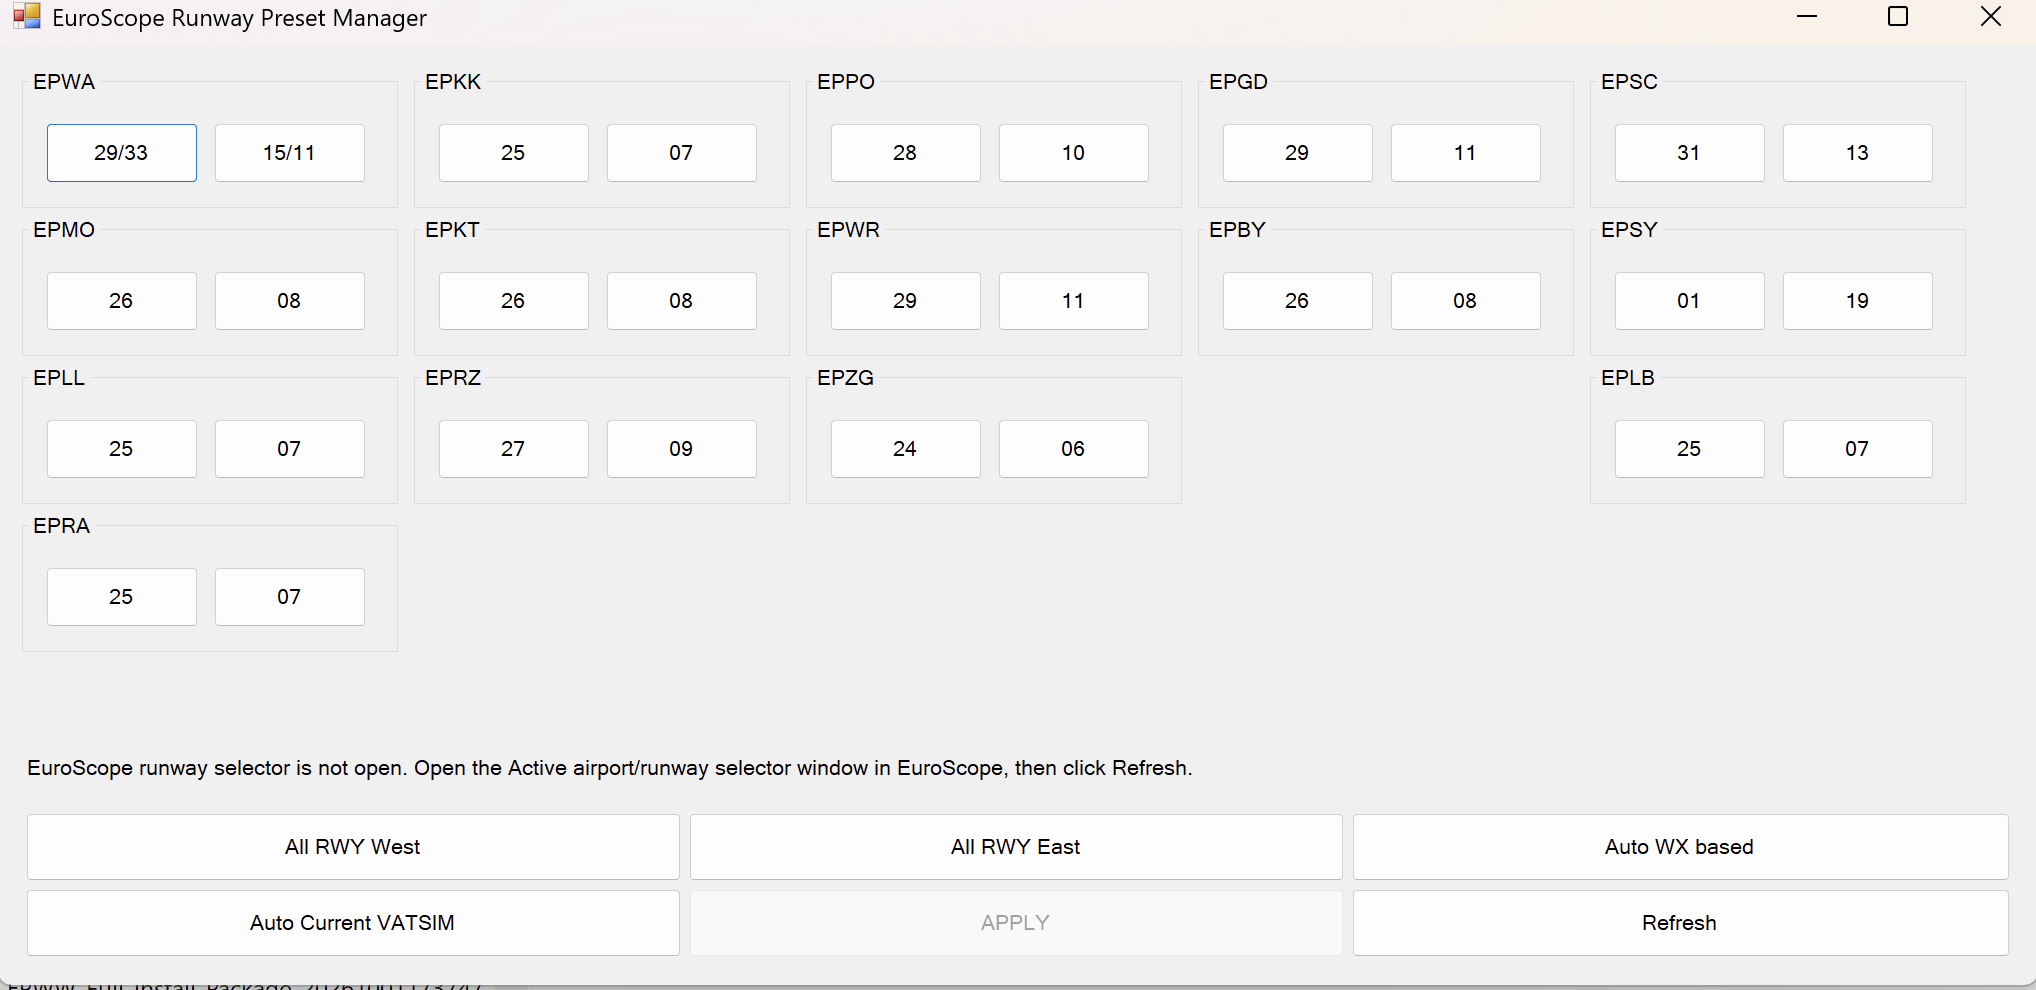 EuroScope Runway Preset Manager
EPWA EPKK EPPO EPGD EPSC
29/33 15/11 25 07 28 10 29 11 31 13
EPMO EPKT EPWR EPBY EPSY
26 08 26 08 29 11 26 08 01 19
EPLL EPRZ EPZG EPLB
25 07 27 09 24 06 25 07
EPRA
25 07
EuroScope runway selector is not open. Open the Active airport/runway selector window in EuroScope, then click Refresh.
All RWY West All RWY East Auto WX based
Auto Current VATSIM APPLY Refresh